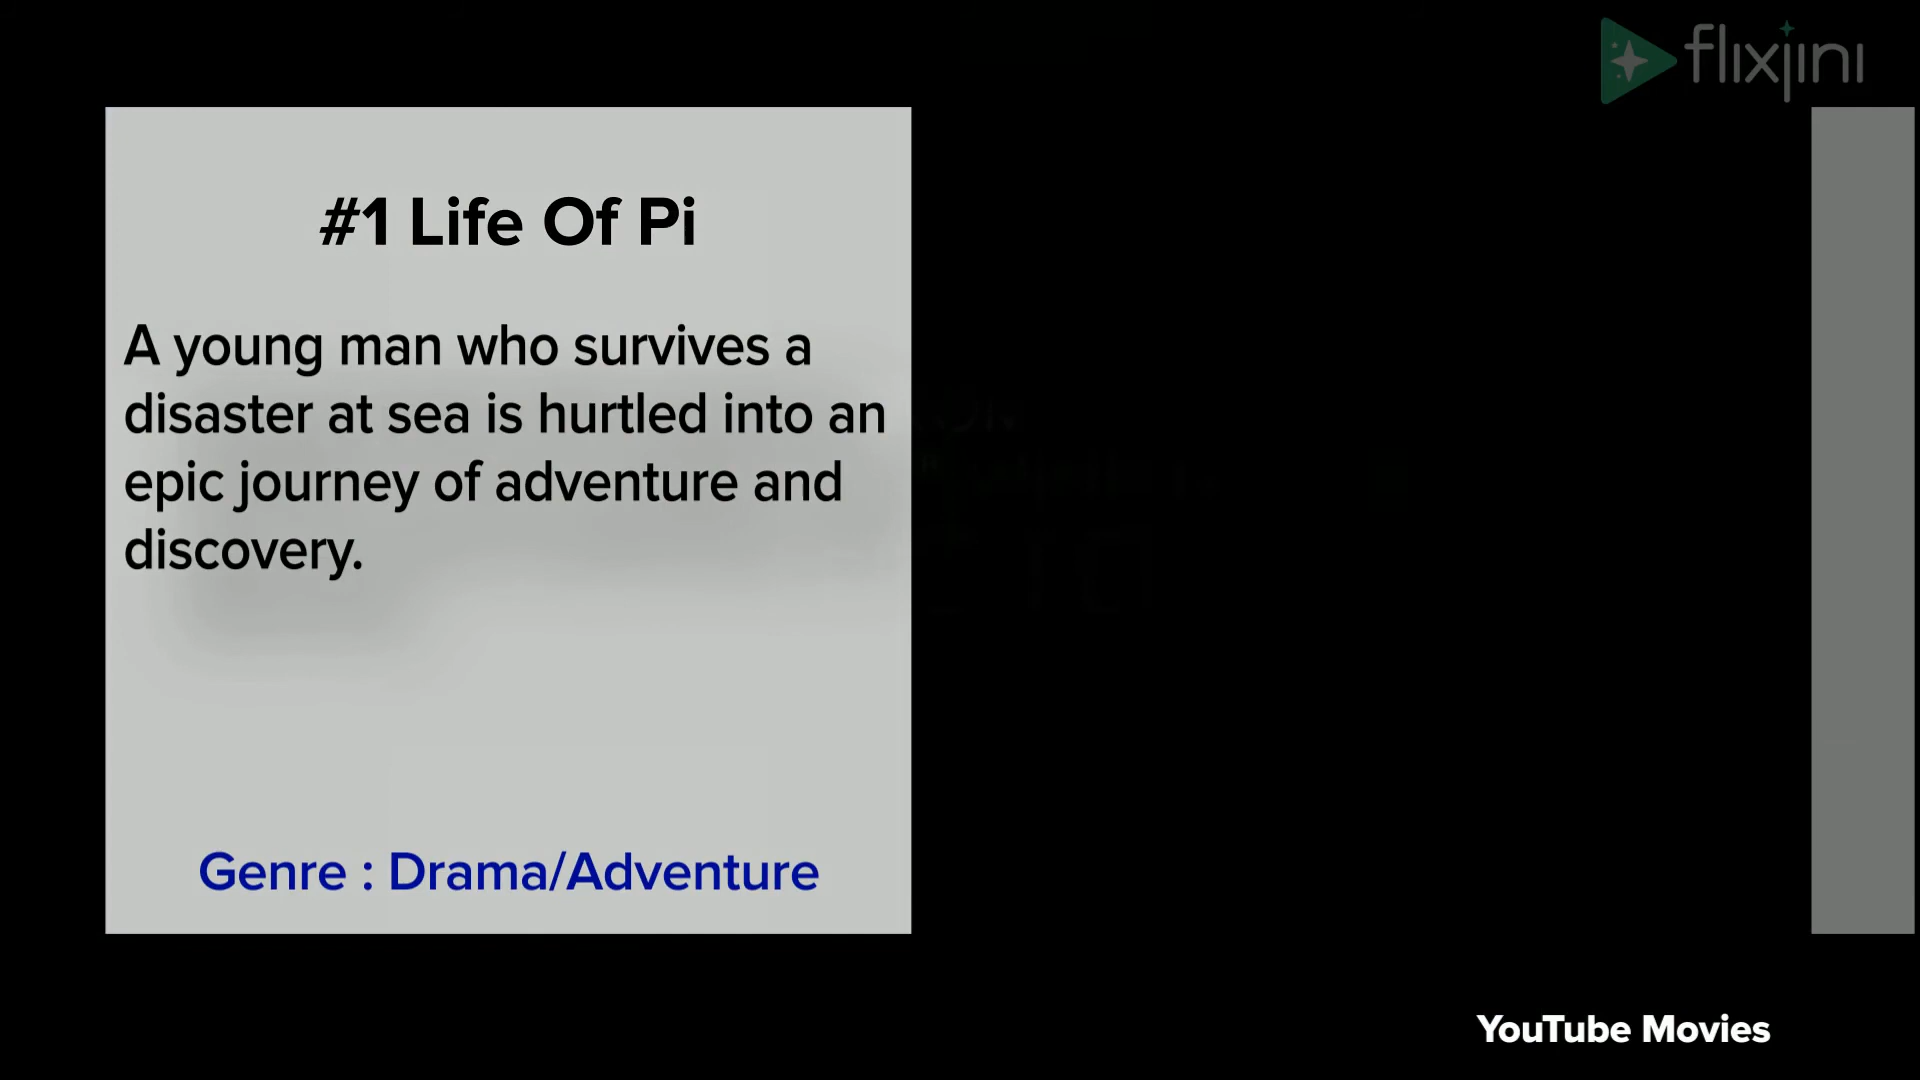 flixjini
#1 Life Of Pi
A young man who survives a
disaster at sea is hurtled into an
epic journey of adventure and
discovery.
Genre : Drama/Adventure
YouTube Movies